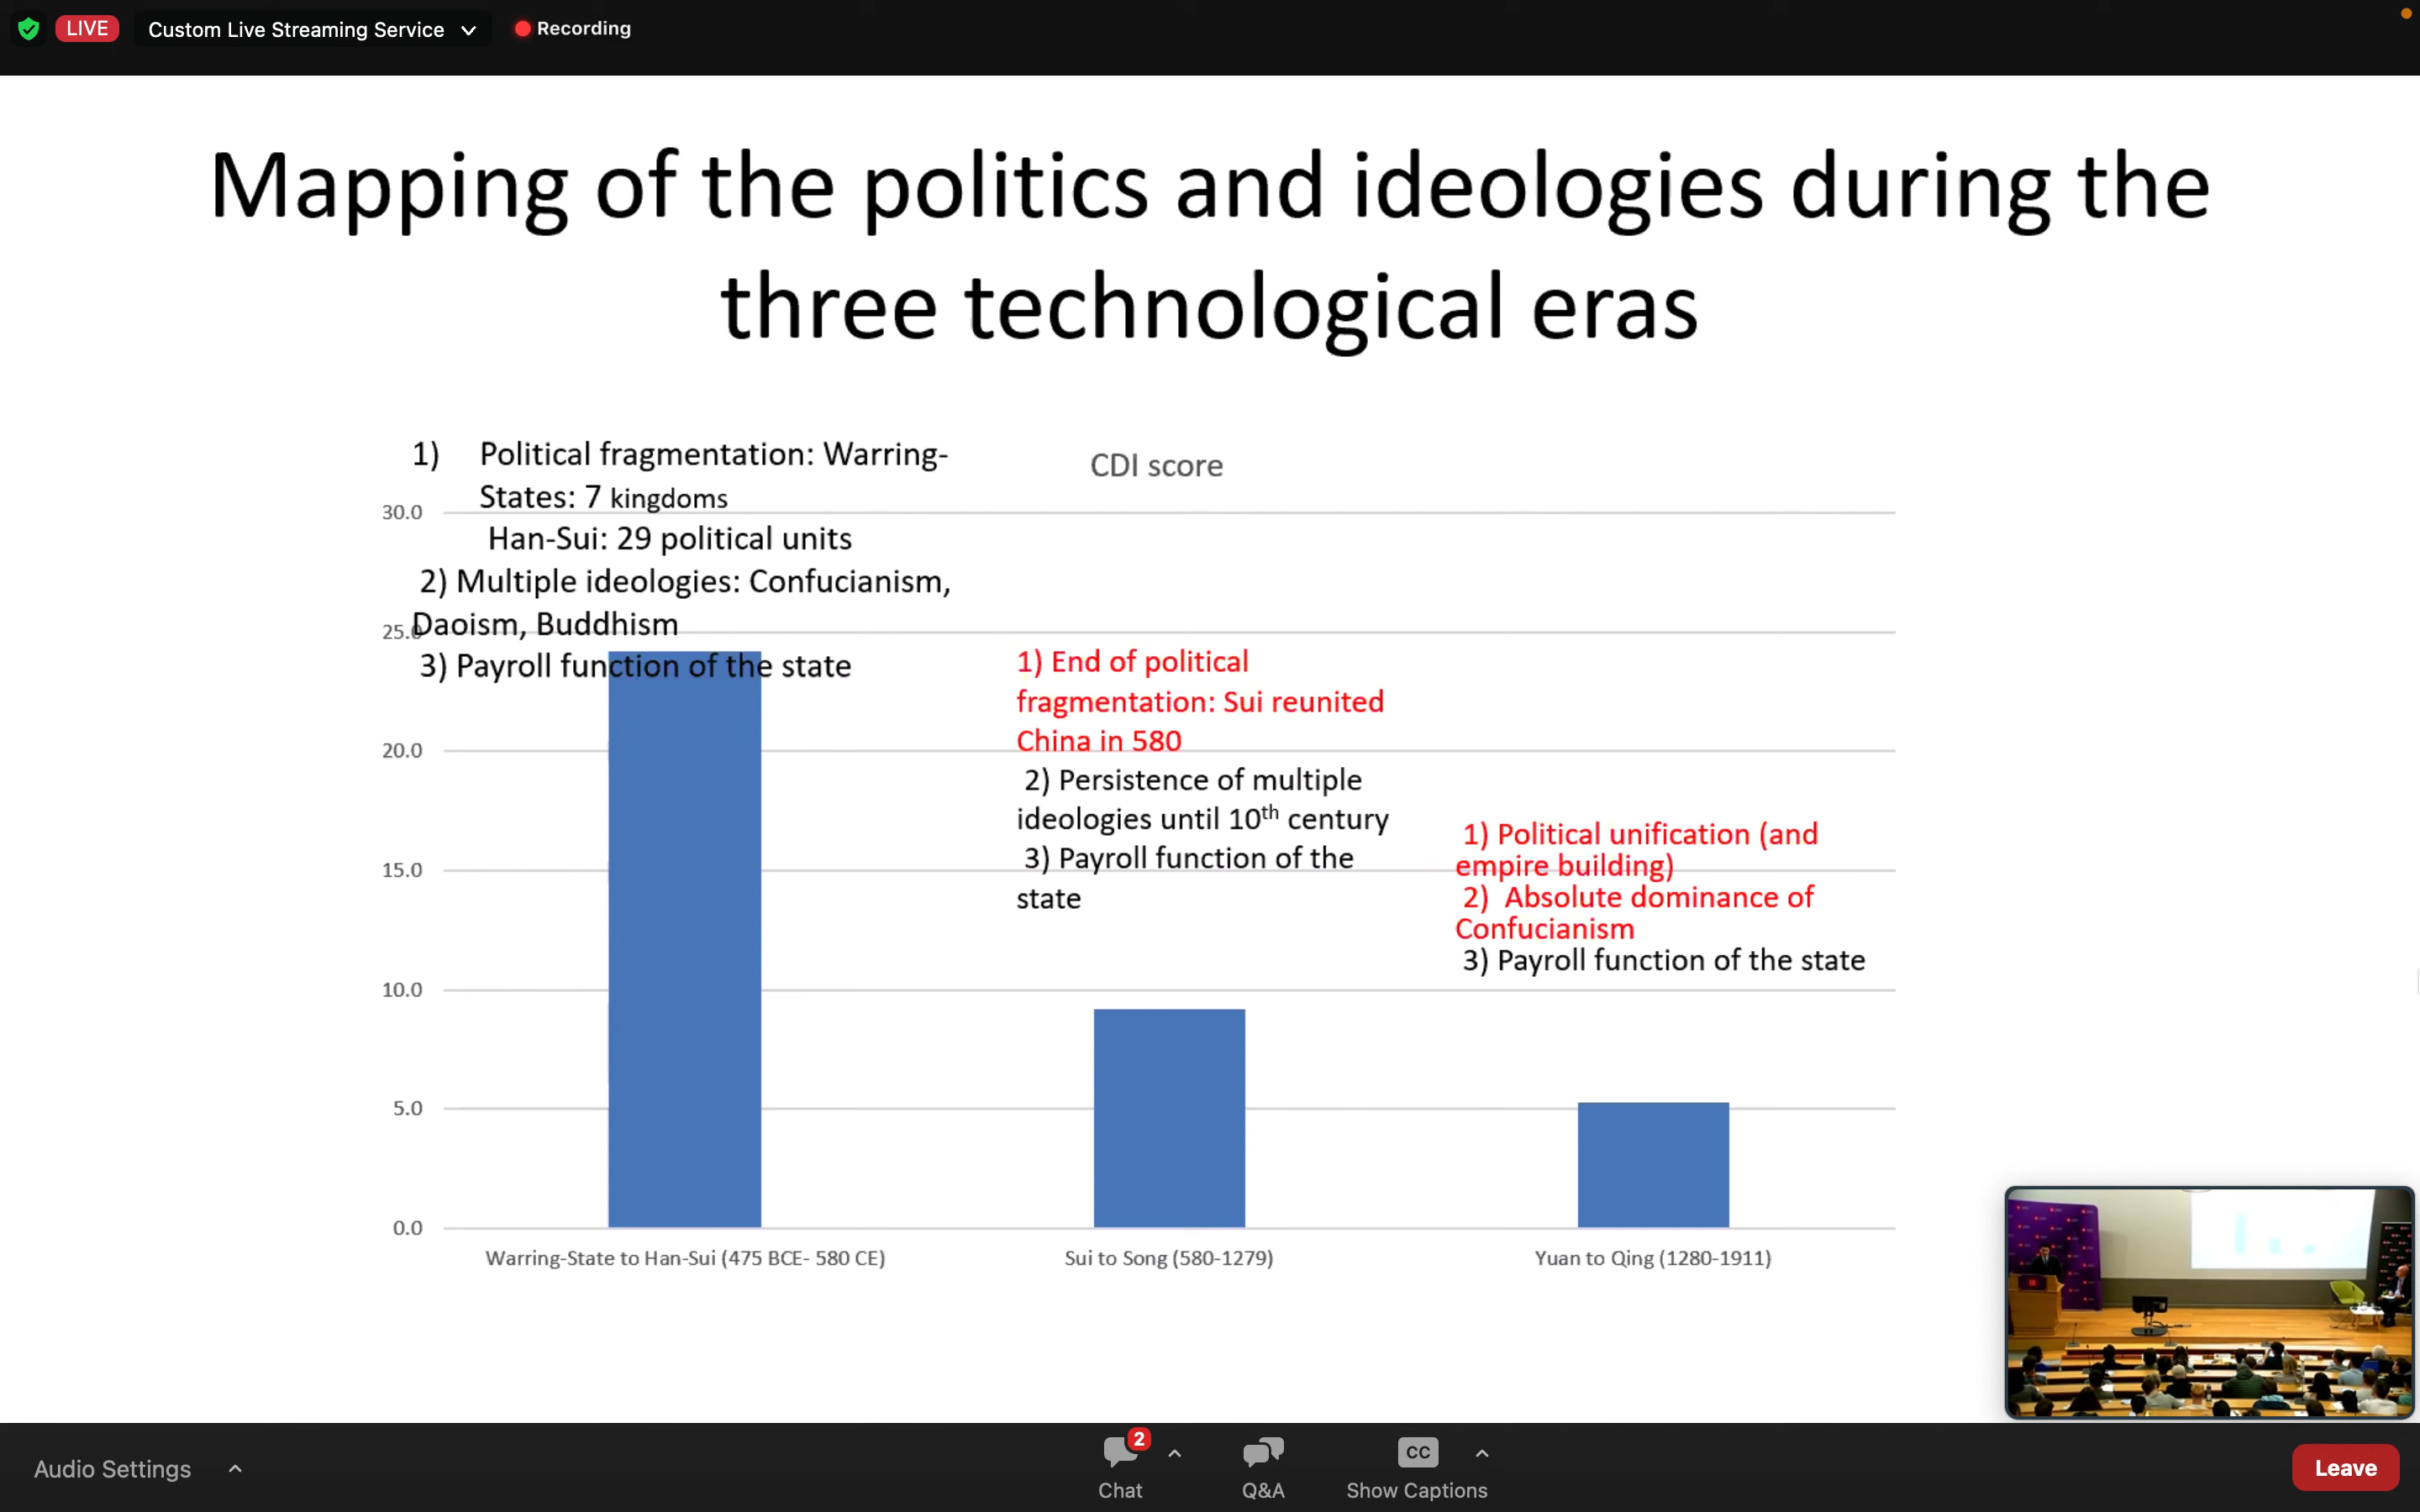 LIVE
Custom Live Streaming Service
Recording
Mapping of the politics and ideologies during the
three technological eras
1) Political fragmentation: Warring-
States: 7 kingdoms
Han-Sui: 29 political units
2) Multiple ideologies: Confucianism,
Daoism, Buddhism
3) Payroll function of the state
CDI score
30.0
25.0
20.0
15.0
10.0
5.0
0.0
1) End of political
fragmentation: Sui reunited
China in 580
2) Persistence of multiple
ideologies until 10th century
3) Payroll function of the
state
1) Political unification (and
empire building)
2) Absolute dominance of
Confucianism
3) Payroll function of the state
Warring-State to Han-Sui (475 BCE- 580 CE)
Sui to Song (580-1279)
Yuan to Qing (1280-1911)
Audio Settings
2
Chat
Q&A
CC
Show Captions
Leave